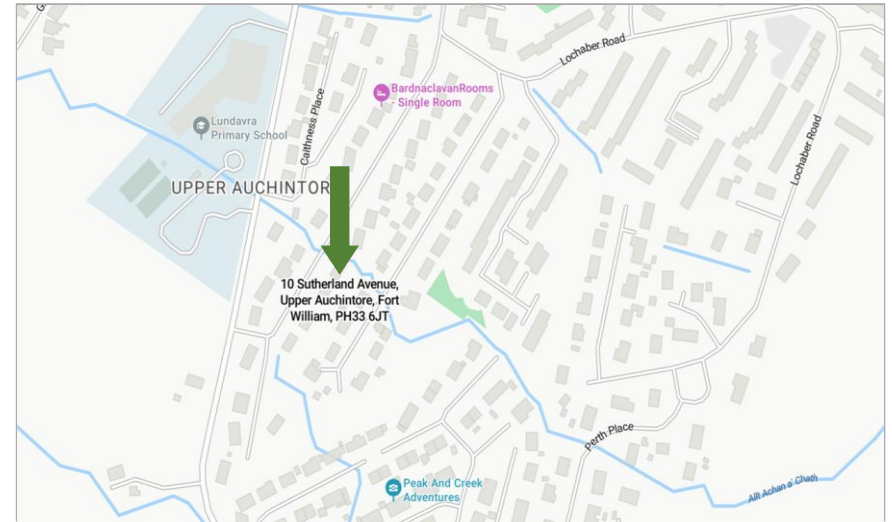 Lochaber Road
BardnaclavanRooms
- Single Room
Caithness Place
Lundavra
Primary School
Lochaber Road
UPPER AUCHINTOR
10 Sutherland Avenue,
Upper Auchintore, Fort
William, PH33 6JT
Perth Place
Peak And Creek
Adventures
Allt Achan a' Chath